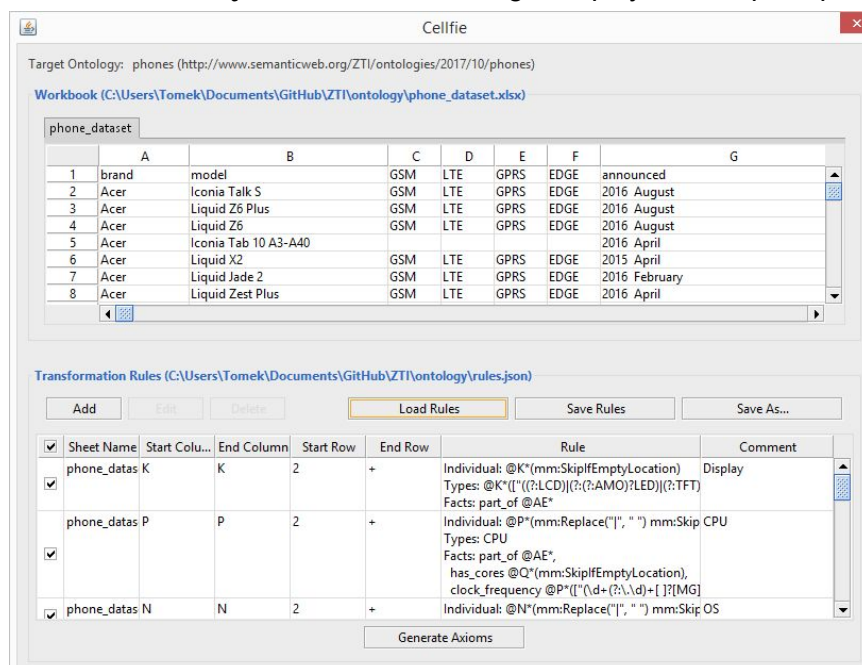 Cellfie
Target Ontology: phones (http://www.semanticweb.org/ZTI/ontologies/2017/10/phones)
Workbook (C:\Users\Tomek\Documents\GitHub\ZTI\ontology\phone_dataset.xlsx)
phone_dataset
A B C D E F G
1 brand model GSM LTE GPRS EDGE announced
2 Acer Iconia Talk S GSM LTE GPRS EDGE 2016 August
3 Acer Liquid Z6 Plus GSM LTE GPRS EDGE 2016 August
4 Acer Liquid Z6 GSM LTE GPRS EDGE 2016 August
5 Acer Iconia Tab 10 A3-A40 2016 April
6 Acer Liquid X2 GSM LTE GPRS EDGE 2015 April
7 Acer Liquid Jade 2 GSM LTE GPRS EDGE 2016 February
8 Acer Liquid Zest Plus GSM LTE GPRS EDGE 2016 April
Transformation Rules (C:\Users\Tomek\Documents\GitHub\ZTI\ontology\rules.json)
Add Edit Delete Load Rules Save Rules Save As...
Sheet Name Start Colu... End Column Start Row End Row Rule Comment
phone_datas K K 2 + Individual: @K*(mm:SkipIfEmptyLocation) Display
Types: @K*(["((?:LCD)|(?:(?:AMO)?LED)|(?:TFT)
Facts: part_of @AE*
phone_datas P P 2 + Individual: @P*(mm:Replace("|", " ") mm:Skip CPU
Types: CPU
Facts: part_of @AE*,
has_cores @Q*(mm:SkipIfEmptyLocation),
clock_frequency @P*(["(\d+(?:\.\d)+[ ]?[MG]
phone_datas N N 2 + Individual: @N*(mm:Replace("|", " ") mm:Skip OS
Generate Axioms